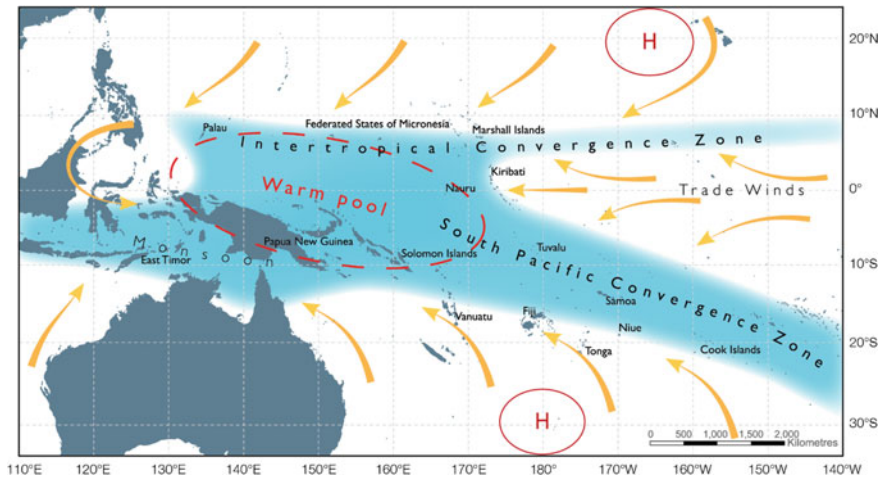 H
20°N
10°N
Palau
Federated States of Micronesia
Marshall Islands
Intertropical Convergence Zone
Kiribati
Warm pool
Nauru
Trade Winds
0°
Monsoon
Papua New Guinea
Solomon Islands
South Pacific Convergence Zone
Tuvalu
East Timor
10°S
Samoa
Vanuatu
Fiji
Niue
Tonga
Cook Islands
20°S
H
0 500 1,000 1,500 2,000
Kilometres
30°S
110°E 120°E 130°E 140°E 150°E 160°E 170°E 180° 170°W 160°W 150°W 140°W